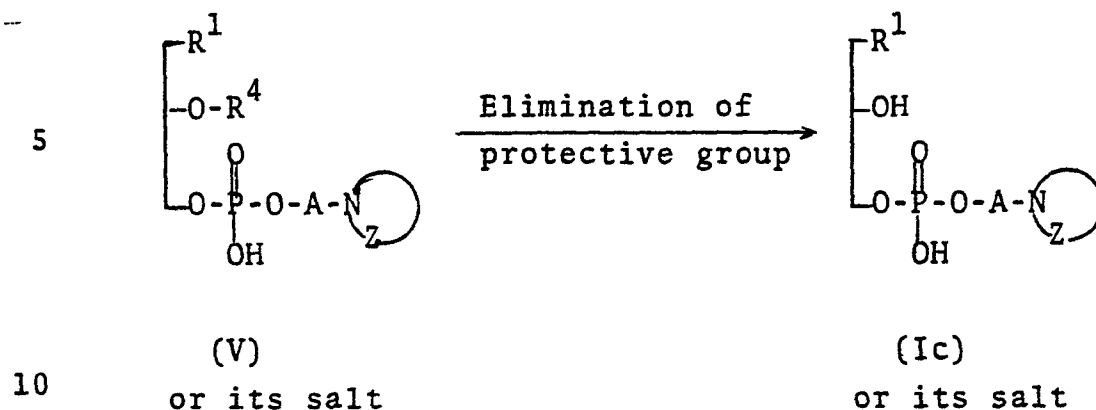 R¹ R¹
-O-R⁴ Elimination of -OH
5 protective group
O O
O-P-O-A-N O-P-O-A-N
Z Z
OH OH
(V) (Ic)
10 or its salt or its salt